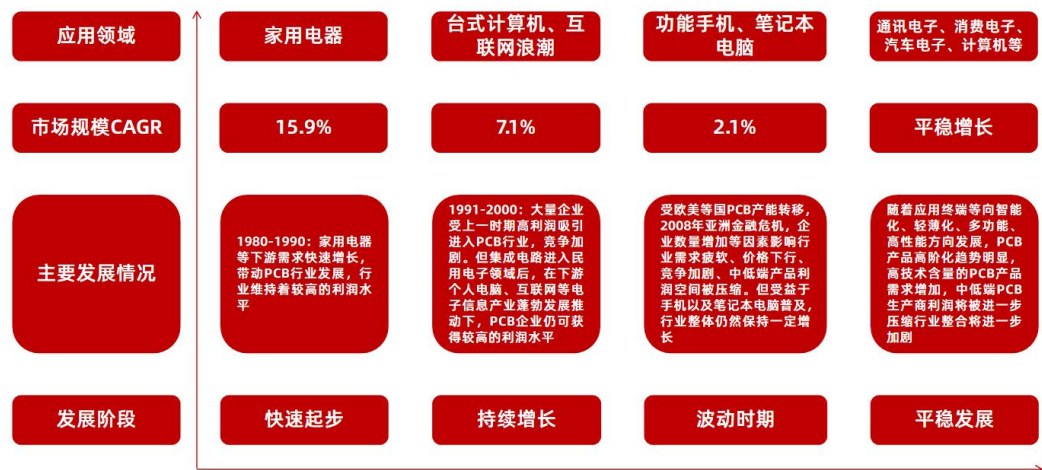 应用领域
家用电器
台式计算机、互
联网浪潮
功能手机、笔记本
电脑
通讯电子、消费电子、
汽车电子、计算机等
市场规模CAGR
15.9%
7.1%
2.1%
平稳增长
主要发展情况
1980-1990：家用电器
等下游需求快速增长，
带动PCB行业发展，行
业维持着较高的利润水
平
1991-2000：大量企业
受上一时期高利润吸引
进入PCB行业，竞争加
剧。但集成电路进入民
用电子领域后，在下游
个人电脑、互联网等电
子信息产业蓬勃发展推
动下，PCB企业仍可获
得较高的利润水平
受欧美等国PCB产能转移，
2008年亚洲金融危机，企
业数量增加等因素影响行
业需求疲软、价格下行、
竞争加剧、中低端产品利
润空间被压缩。但受益于
手机以及笔记本电脑普及，
行业整体仍然保持一定增
长
随着应用终端等向智能
化、轻薄化、多功能、
高性能方向发展，PCB
产品高阶化趋势明显，
高技术含量的PCB产品
需求增加，中低端PCB
生产商利润将被进一步
压缩行业整合将进一步
加剧
发展阶段
快速起步
持续增长
波动时期
平稳发展